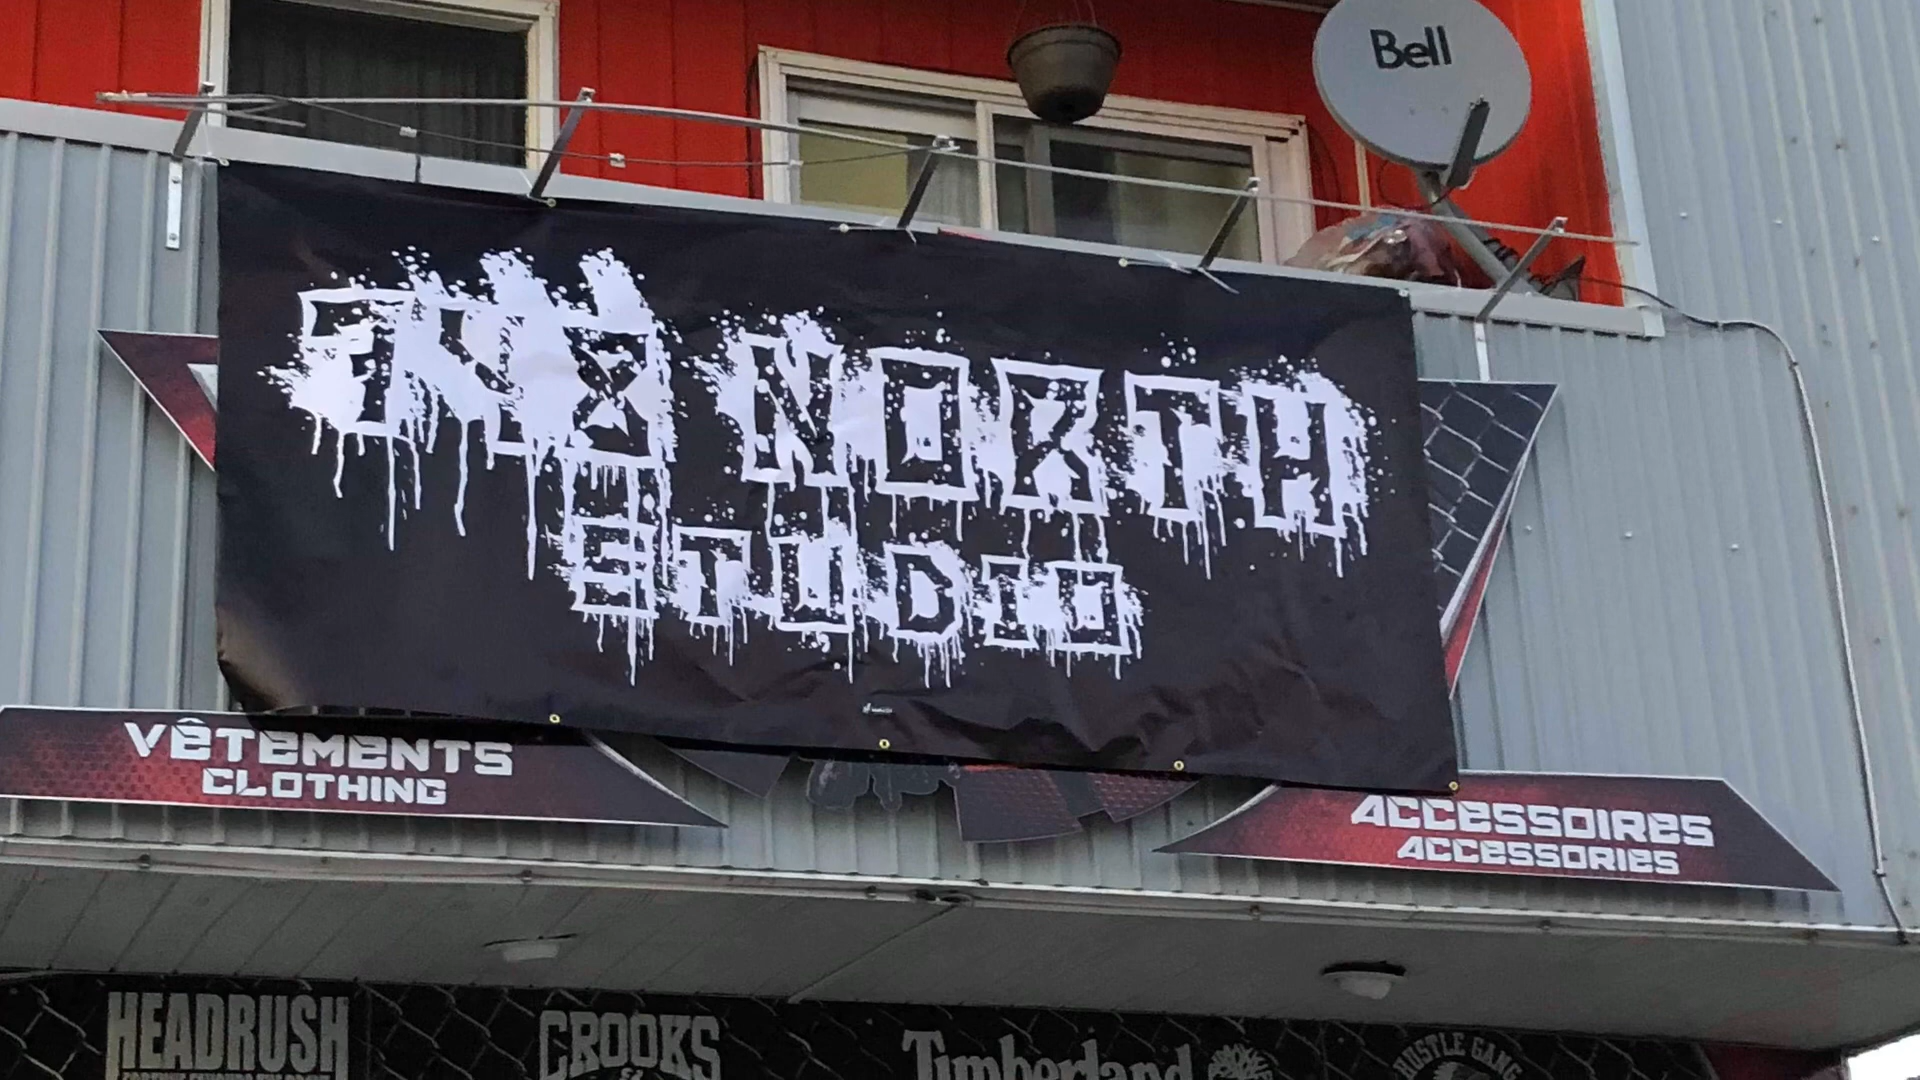 Bell
NORTH
STUDIO
VÊTEMENTS
CLOTHING
ACCESSOIRES
ACCESSORIES
HEADRUSH
CROOKS
&
Timberland
HUSTLE GANG